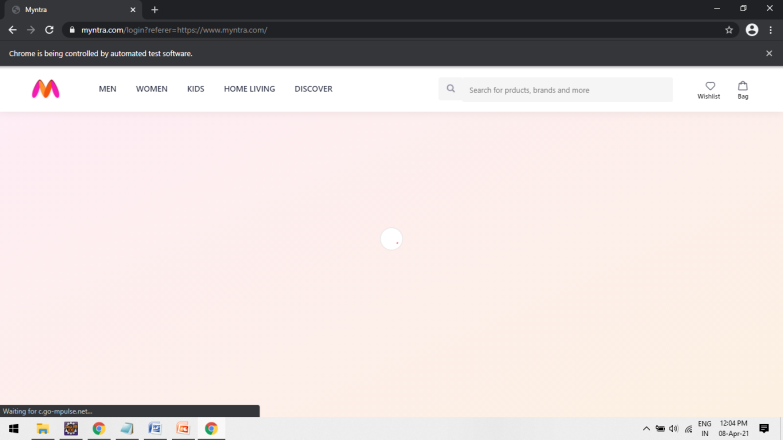 Myntra
myntra.com/login?referer=https://www.myntra.com/
Chrome is being controlled by automated test software.
MEN WOMEN KIDS HOME LIVING DISCOVER
Search for prducts, brands and more
Wishlist Bag
Waiting for c.go-mpulse.net...
ENG 12:04 PM
IN 08-Apr-21